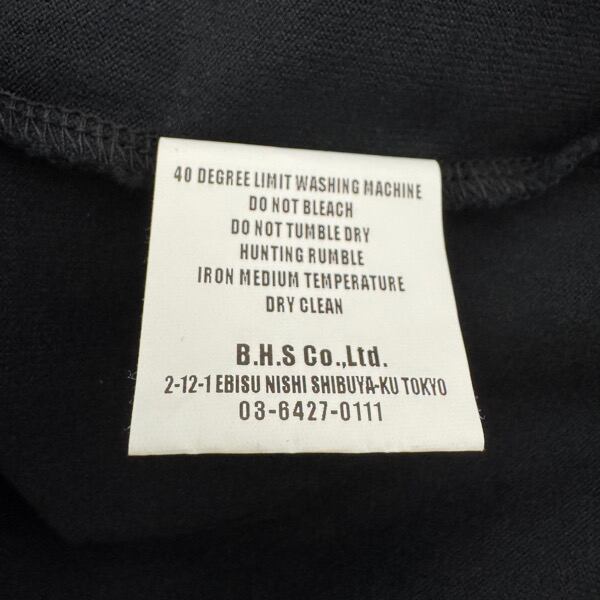 40 DEGREE LIMIT WASHING MACHINE
DO NOT BLEACH
DO NOT TUMBLE DRY
HUNTING RUMBLE
IRON MEDIUM TEMPERATURE
DRY CLEAN
B.H.S Co.,Ltd.
2-12-1 EBISU NISHI SHIBUYA-KU TOKYO
03-6427-0111